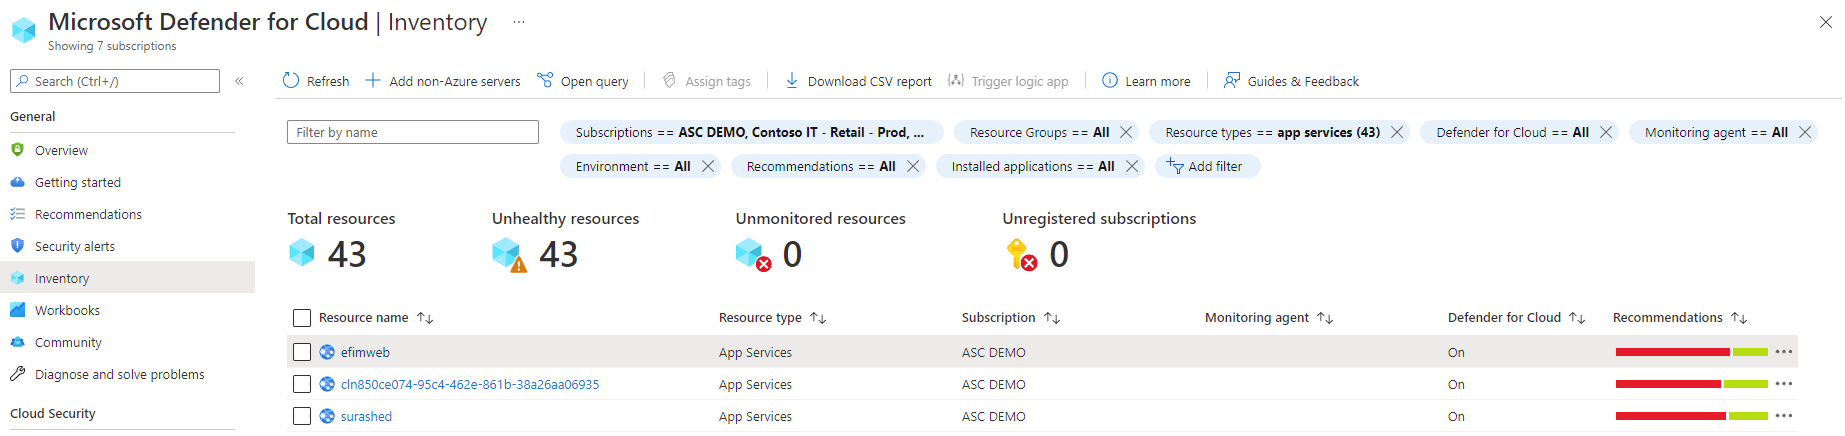 Microsoft Defender for Cloud | Inventory ...
Showing 7 subscriptions
Search (Ctrl+/)
«
General
Overview
Getting started
Recommendations
Security alerts
Inventory
Workbooks
Community
Diagnose and solve problems
Cloud Security
Refresh
Add non-Azure servers
Open query
Assign tags
Download CSV report
Trigger logic app
Learn more
Guides & Feedback
Filter by name
Subscriptions == ASC DEMO, Contoso IT - Retail - Prod, ...
Resource Groups == All
Resource types == app services (43)
Defender for Cloud == All
Monitoring agent == All
Environment == All
Recommendations == All
Installed applications == All
Add filter
Total resources
43
Unhealthy resources
43
Unmonitored resources
0
Unregistered subscriptions
0
Resource name ↑↓ Resource type ↑↓ Subscription ↑↓ Monitoring agent ↑↓ Defender for Cloud ↑↓ Recommendations ↑↓
efimweb App Services ASC DEMO On ...
cln850ce074-95c4-462e-861b-38a26aa06935 App Services ASC DEMO On ...
surashed App Services ASC DEMO On ...